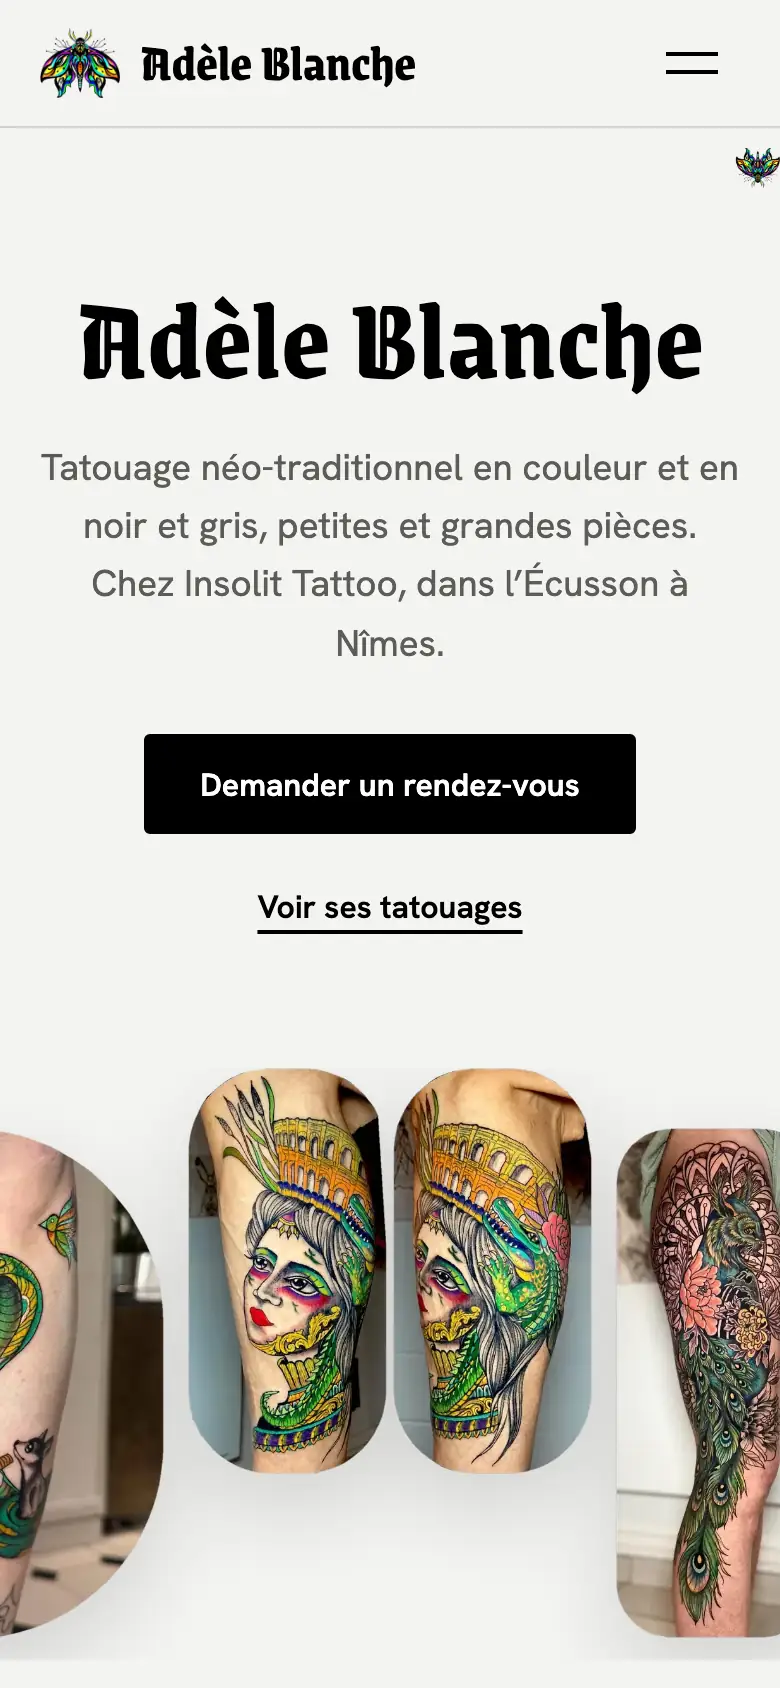 Adèle Blanche
Adèle Blanche
Tatouage néo-traditionnel en couleur et en
noir et gris, petites et grandes pièces.
Chez Insolit Tattoo, dans l’Écusson à
Nîmes.
Demander un rendez-vous
Voir ses tatouages